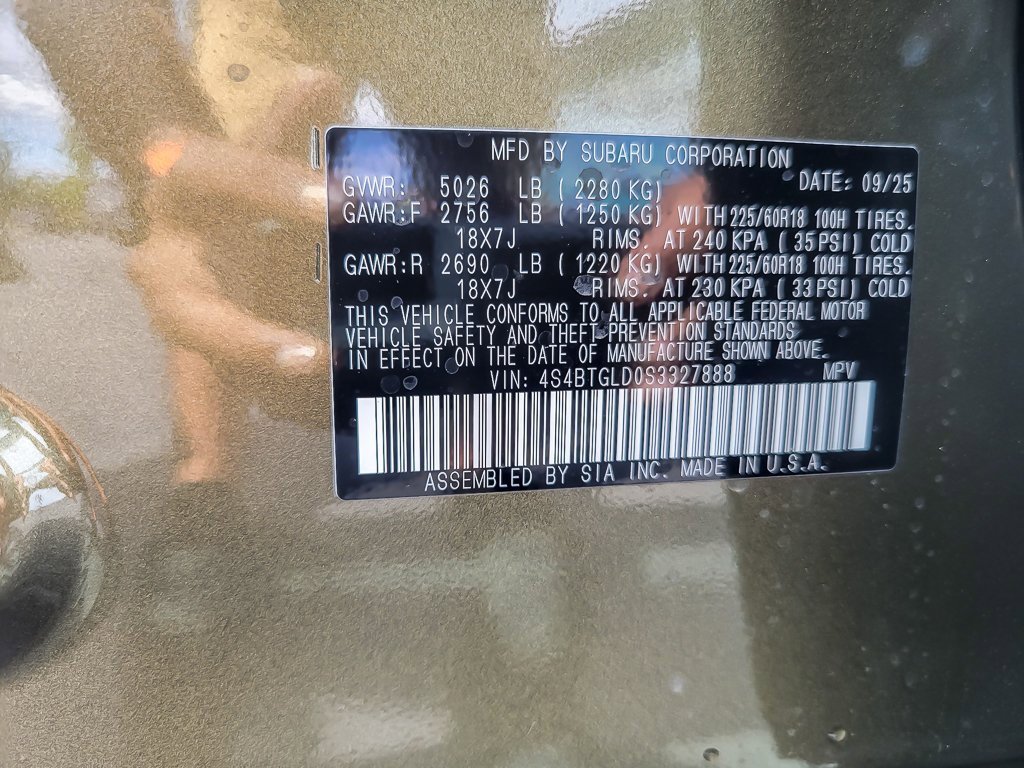 MFD BY SUBARU CORPORATION
DATE: 09/25
GVWR: 5026 LB ( 2280 KG)
GAWR:F 2756 LB ( 1250 KG) WITH 225/60R18 100H TIRES.
18X7J RIMS. AT 240 KPA ( 35 PSI) COLD
GAWR:R 2690 LB ( 1220 KG) WITH 225/60R18 100H TIRES.
18X7J RIMS. AT 230 KPA ( 33 PSI) COLD
THIS VEHICLE CONFORMS TO ALL APPLICABLE FEDERAL MOTOR
VEHICLE SAFETY AND THEFT PREVENTION STANDARDS
IN EFFECT ON THE DATE OF MANUFACTURE SHOWN ABOVE.
VIN: 4S4BTGLD0S3327888 MPV
ASSEMBLED BY SIA INC. MADE IN U.S.A.